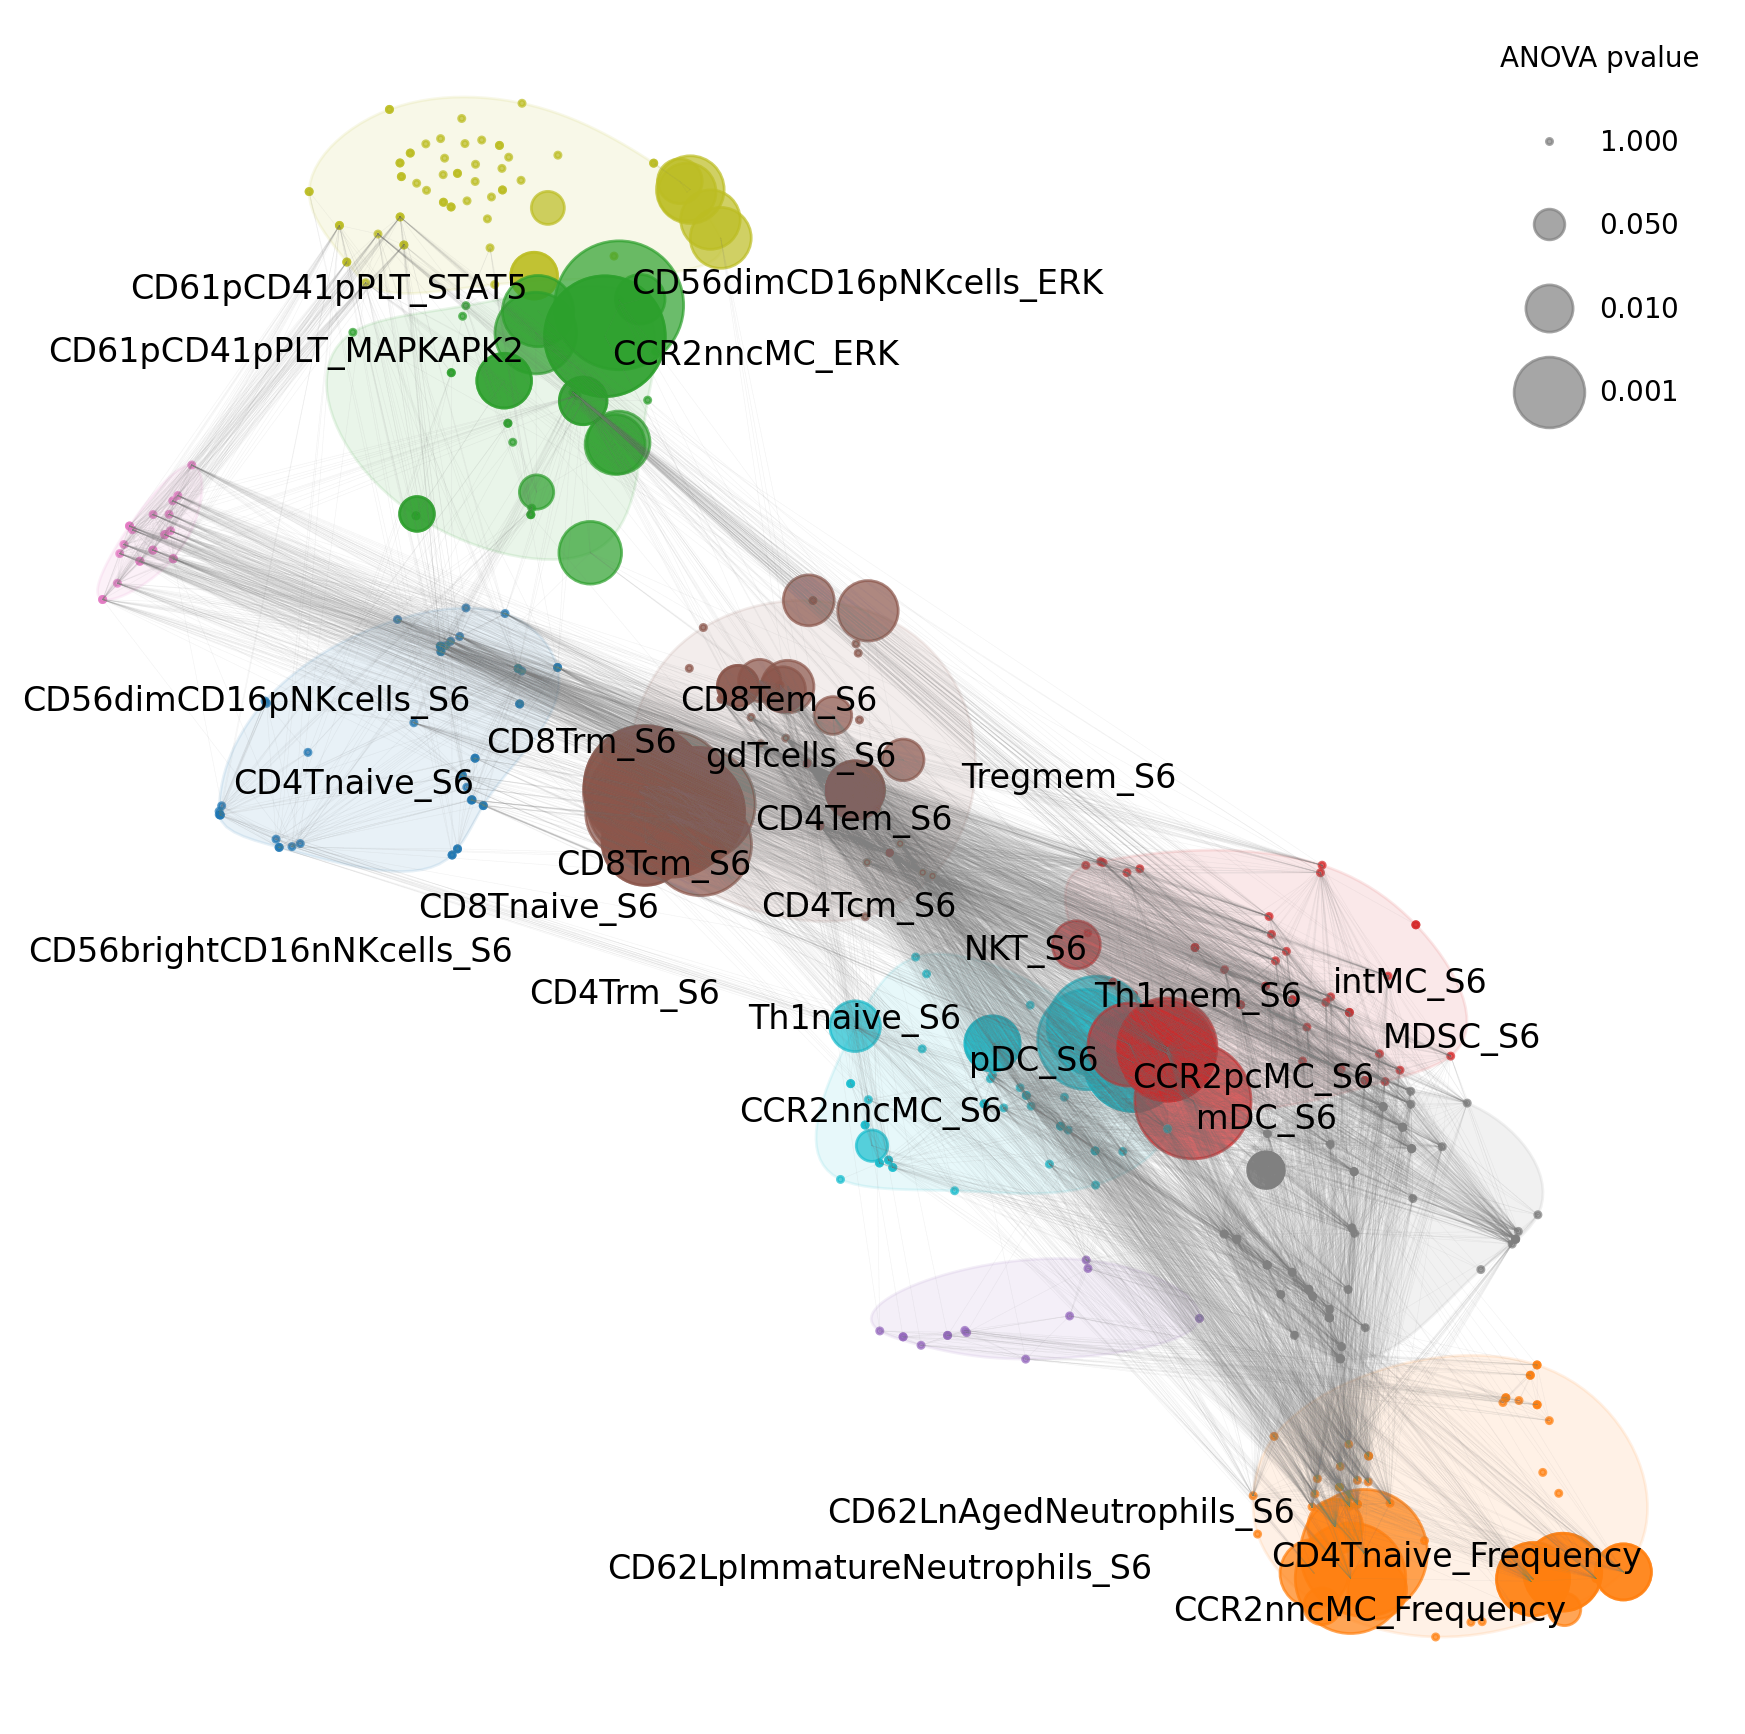 ANOVA pvalue
1.000
0.050
0.010
0.001
CD61pCD41pPLT_STAT5
CD56dimCD16pNKcells_ERK
CD61pCD41pPLT_MAPKAPK2
CCR2nncMC_ERK
CD56dimCD16pNKcells_S6
CD8Tem_S6
CD8Trm_S6
gdTcells_S6
CD4Tnaive_S6
Tregmem_S6
CD4Tem_S6
CD8Tcm_S6
CD8Tnaive_S6
CD4Tcm_S6
CD56brightCD16nNKcells_S6
NKT_S6
CD4Trm_S6
intMC_S6
Th1mem_S6
Th1naive_S6
MDSC_S6
pDC_S6
CCR2pcMC_S6
CCR2nncMC_S6
mDC_S6
CD62LnAgedNeutrophils_S6
CD4Tnaive_Frequency
CD62LpImmatureNeutrophils_S6
CCR2nncMC_Frequency